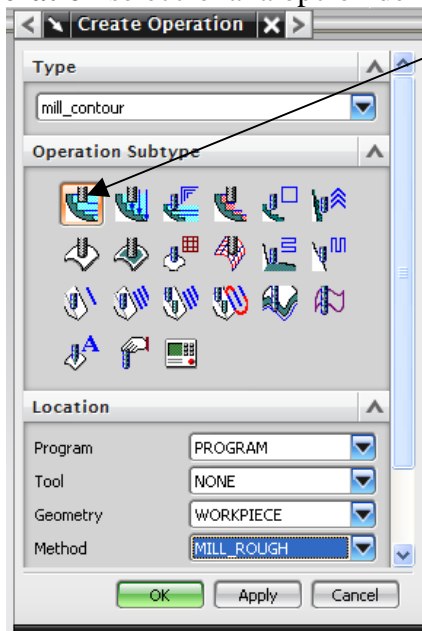 Create Operation
Type
mill_contour
Operation Subtype
A
Location
Program PROGRAM
Tool NONE
Geometry WORKPIECE
Method MILL_ROUGH
OK Apply Cancel